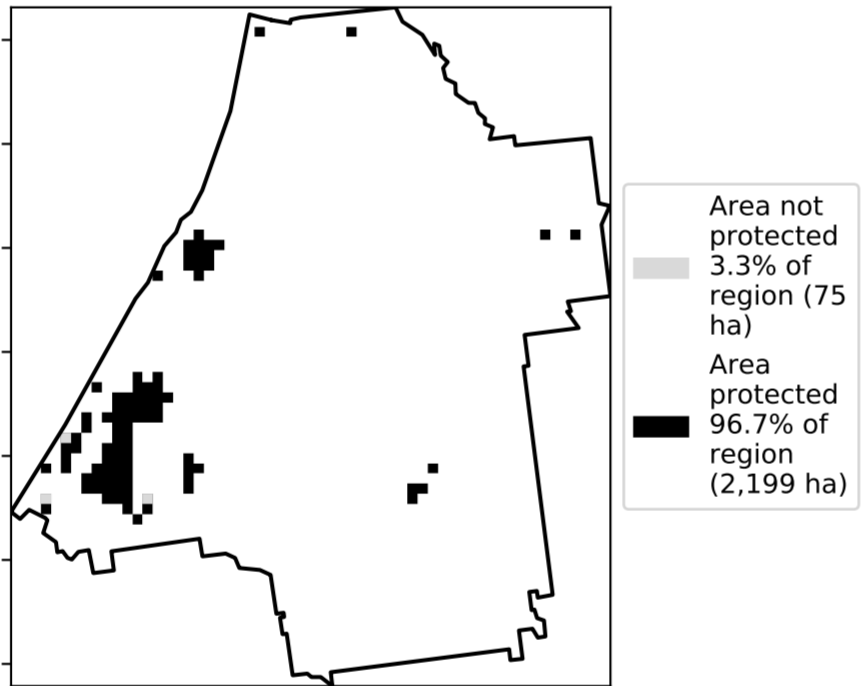 Area not
protected
3.3% of
region (75
ha)
Area
protected
96.7% of
region
(2,199 ha)